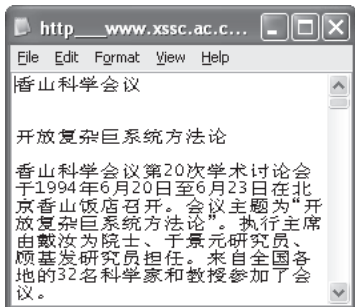 http___www.xssc.ac.c...
File Edit Format View Help
香山科学会议
开放复杂巨系统方法论
香山科学会议第20次学术讨论会
于1994年6月20日至6月23日在北
京香山饭店召开。会议主题为“开
放复杂巨系统方法论”。执行主席
由戴汝为院士、于景元研究员、
顾基发研究员担任。来自全国各
地的32名科学家和教授参加了会
议。